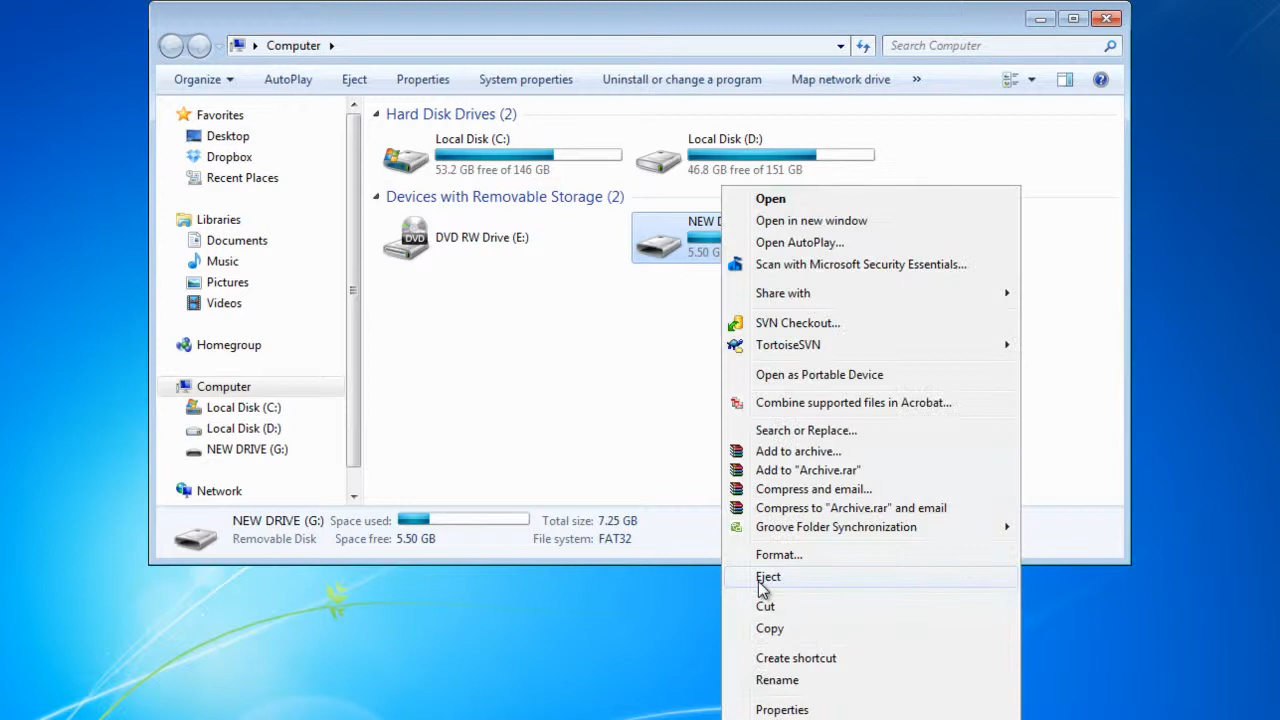 Computer
Search Computer
Organize AutoPlay Eject Properties System properties Uninstall or change a program Map network drive »
Favorites
Desktop
Dropbox
Recent Places
Libraries
Documents
Music
Pictures
Videos
Homegroup
Computer
Local Disk (C:)
Local Disk (D:)
NEW DRIVE (G:)
Network
Hard Disk Drives (2)
Local Disk (C:)
53.2 GB free of 146 GB
Local Disk (D:)
46.8 GB free of 151 GB
Devices with Removable Storage (2)
DVD
DVD RW Drive (E:)
NEW
5.50
Open
Open in new window
Open AutoPlay...
Scan with Microsoft Security Essentials...
Share with
SVN Checkout...
TortoiseSVN
Open as Portable Device
Combine supported files in Acrobat...
Search or Replace...
Add to archive...
Add to "Archive.rar"
Compress and email...
Compress to "Archive.rar" and email
Groove Folder Synchronization
Format...
Eject
Cut
Copy
Create shortcut
Rename
Properties
NEW DRIVE (G:) Space used: Total size: 7.25 GB
Removable Disk Space free: 5.50 GB File system: FAT32